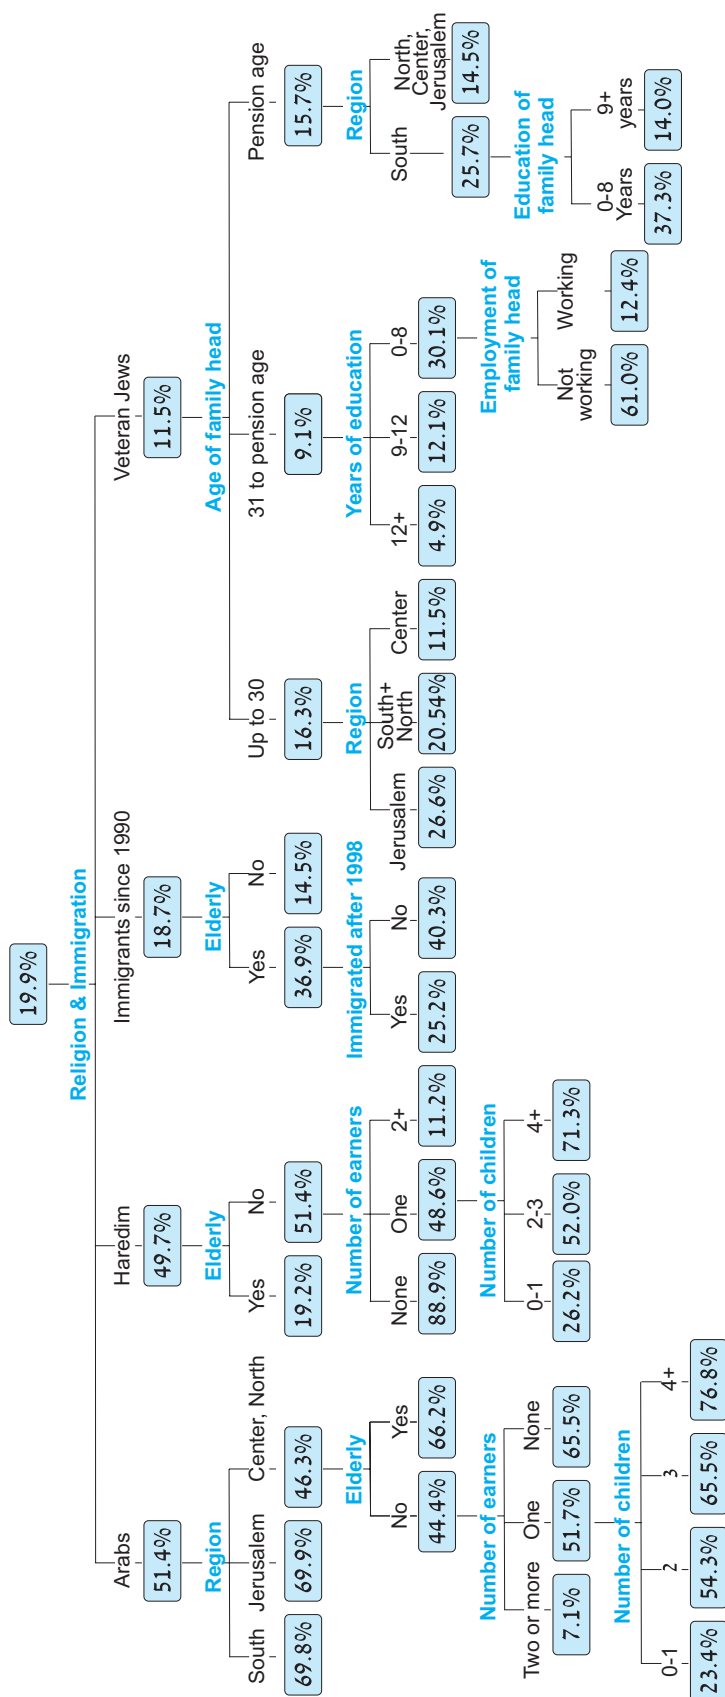 19.9%
Religion & Immigration
Arabs
Haredim
Immigrants since 1990
Veteran Jews
51.4%
49.7%
18.7%
11.5%
Region
Elderly
Elderly
Age of family head
South
Jerusalem
Center, North
Yes
No
Yes
No
Up to 30
31 to pension age
Pension age
69.8%
69.9%
46.3%
19.2%
51.4%
36.9%
14.5%
16.3%
9.1%
15.7%
Elderly
Number of earners
Immigrated after 1998
Region
Years of education
Region
No
Yes
None
One
2+
Yes
No
Jerusalem
South+
North
Center
12+
9-12
0-8
South
North,
Center,
Jerusalem
44.4%
66.2%
88.9%
48.6%
11.2%
25.2%
40.3%
26.6%
20.54%
11.5%
4.9%
12.1%
30.1%
25.7%
14.5%
Number of earners
Number of children
Employment of
family head
Education of
family head
Two or more
One
None
0-1
2-3
4+
Not
working
Working
0-8
Years
9+
years
7.1%
51.7%
65.5%
26.2%
52.0%
71.3%
61.0%
12.4%
37.3%
14.0%
Number of children
0-1
2
3
4+
23.4%
54.3%
65.5%
76.8%